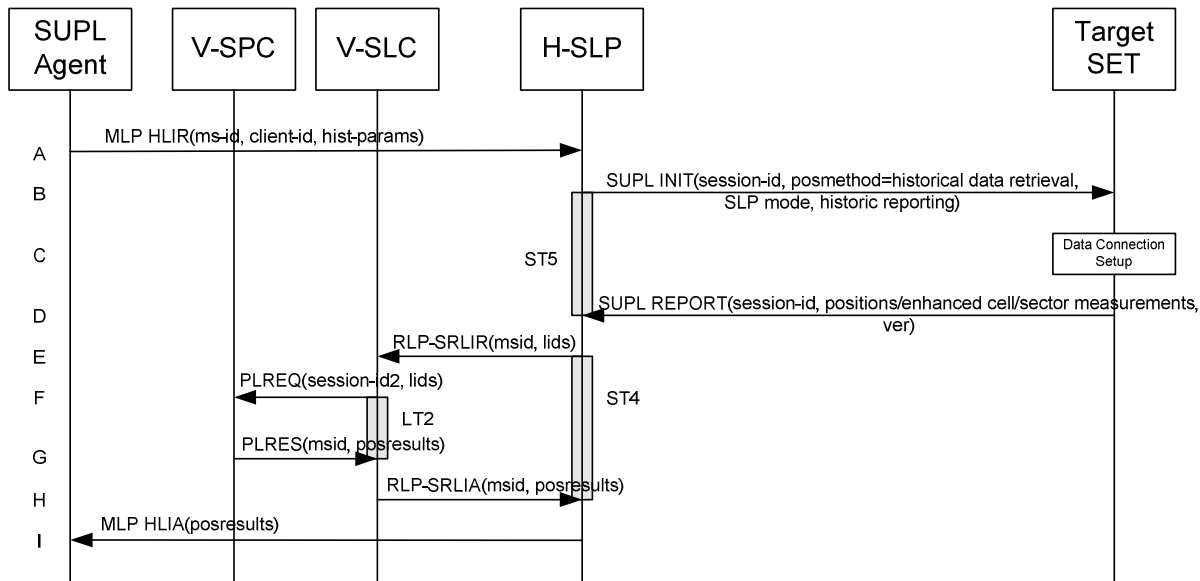 SUPL
Agent
V-SPC
V-SLC
H-SLP
Target
SET
A
MLP HLIR(ms-id, client-id, hist-params)
B
SUPL INIT(session-id, posmethod=historical data retrieval,
SLP mode, historic reporting)
C
ST5
Data Connection
Setup
D
SUPL REPORT(session-id, positions/enhanced cell/sector measurements,
ver)
E
RLP-SRLIR(msid, lids)
F
PLREQ(session-id2, lids)
ST4
LT2
G
PLRES(msid, posresults)
H
RLP-SRLIA(msid, posresults)
I
MLP HLIA(posresults)